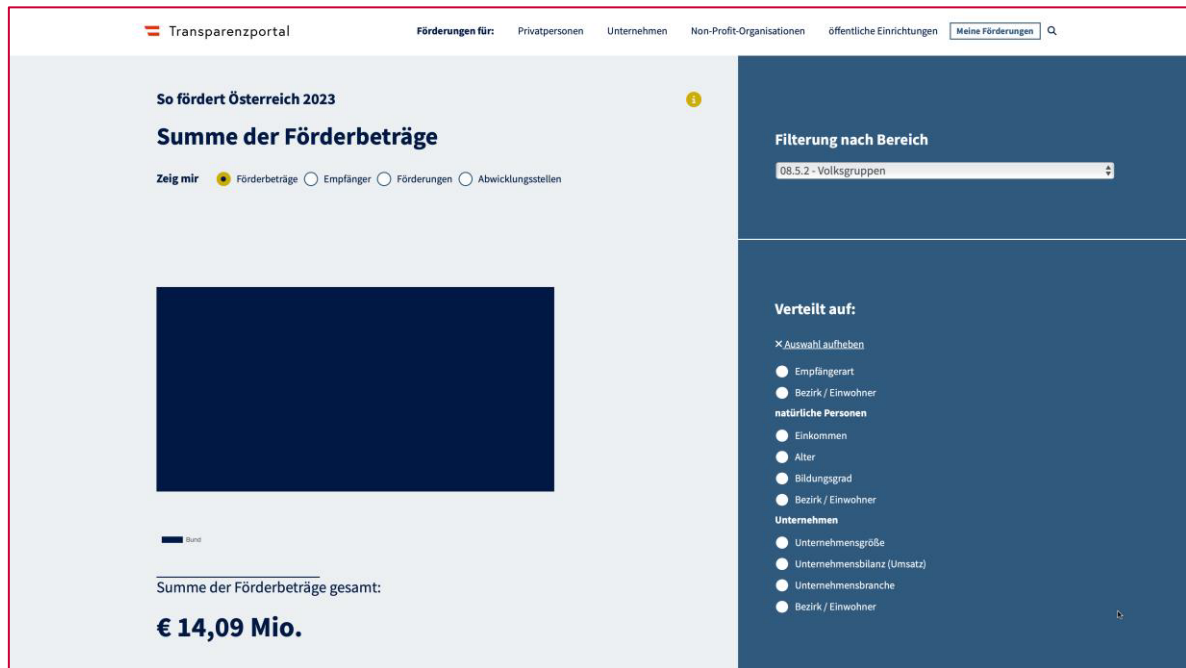 Transparenzportal
Förderungen für: Privatpersonen Unternehmen Non-Profit-Organisationen öffentliche Einrichtungen Meine Förderungen
So fördert Österreich 2023
Summe der Förderbeträge
Zeig mir Förderbeträge Empfänger Förderungen Abwicklungsstellen
Bund
Summe der Förderbeträge gesamt:
€ 14,09 Mio.
Filterung nach Bereich
08.5.2 - Volksgruppen
Verteilt auf:
× Auswahl aufheben
Empfängerart
Bezirk / Einwohner
natürliche Personen
Einkommen
Alter
Bildungsgrad
Bezirk / Einwohner
Unternehmen
Unternehmensgröße
Unternehmensbilanz (Umsatz)
Unternehmensbranche
Bezirk / Einwohner